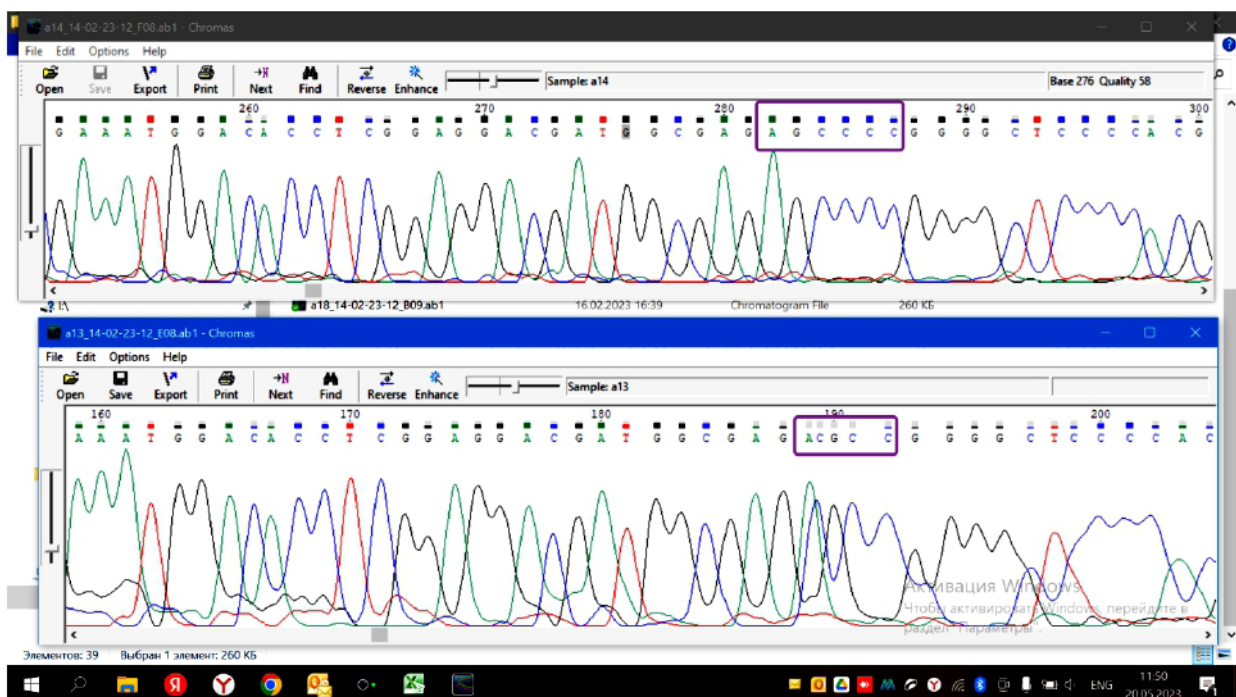 a14_14-02-23-12_F08.ab1 - Chromas
File Edit Options Help
Open Save Export Print Next Find Reverse Enhance Sample: a14 Base 276 Quality 58
260 270 280 290 300
G A A A T G G A C A C C T C G G A G G A C G A T G G C G A G A G C C C C G G G G C T C C C C A C G
I:\ a18_14-02-23-12_B09.ab1 16.02.2023 16:39 Chromatogram File 260 КБ
a13_14-02-23-12_E08.ab1 - Chromas
File Edit Options Help
Open Save Export Print Next Find Reverse Enhance Sample: a13
160 170 180 190 200
A A A T G G A C A C C T C G G A G G A C G A T G G C G A G A C G C C G G G G C T C C C C A C
Активация Windows
Чтобы активировать Windows, перейдите в
раздел "Параметры".
Элементов: 39 Выбран 1 элемент: 260 КБ
ENG 11:50
20.05.2023